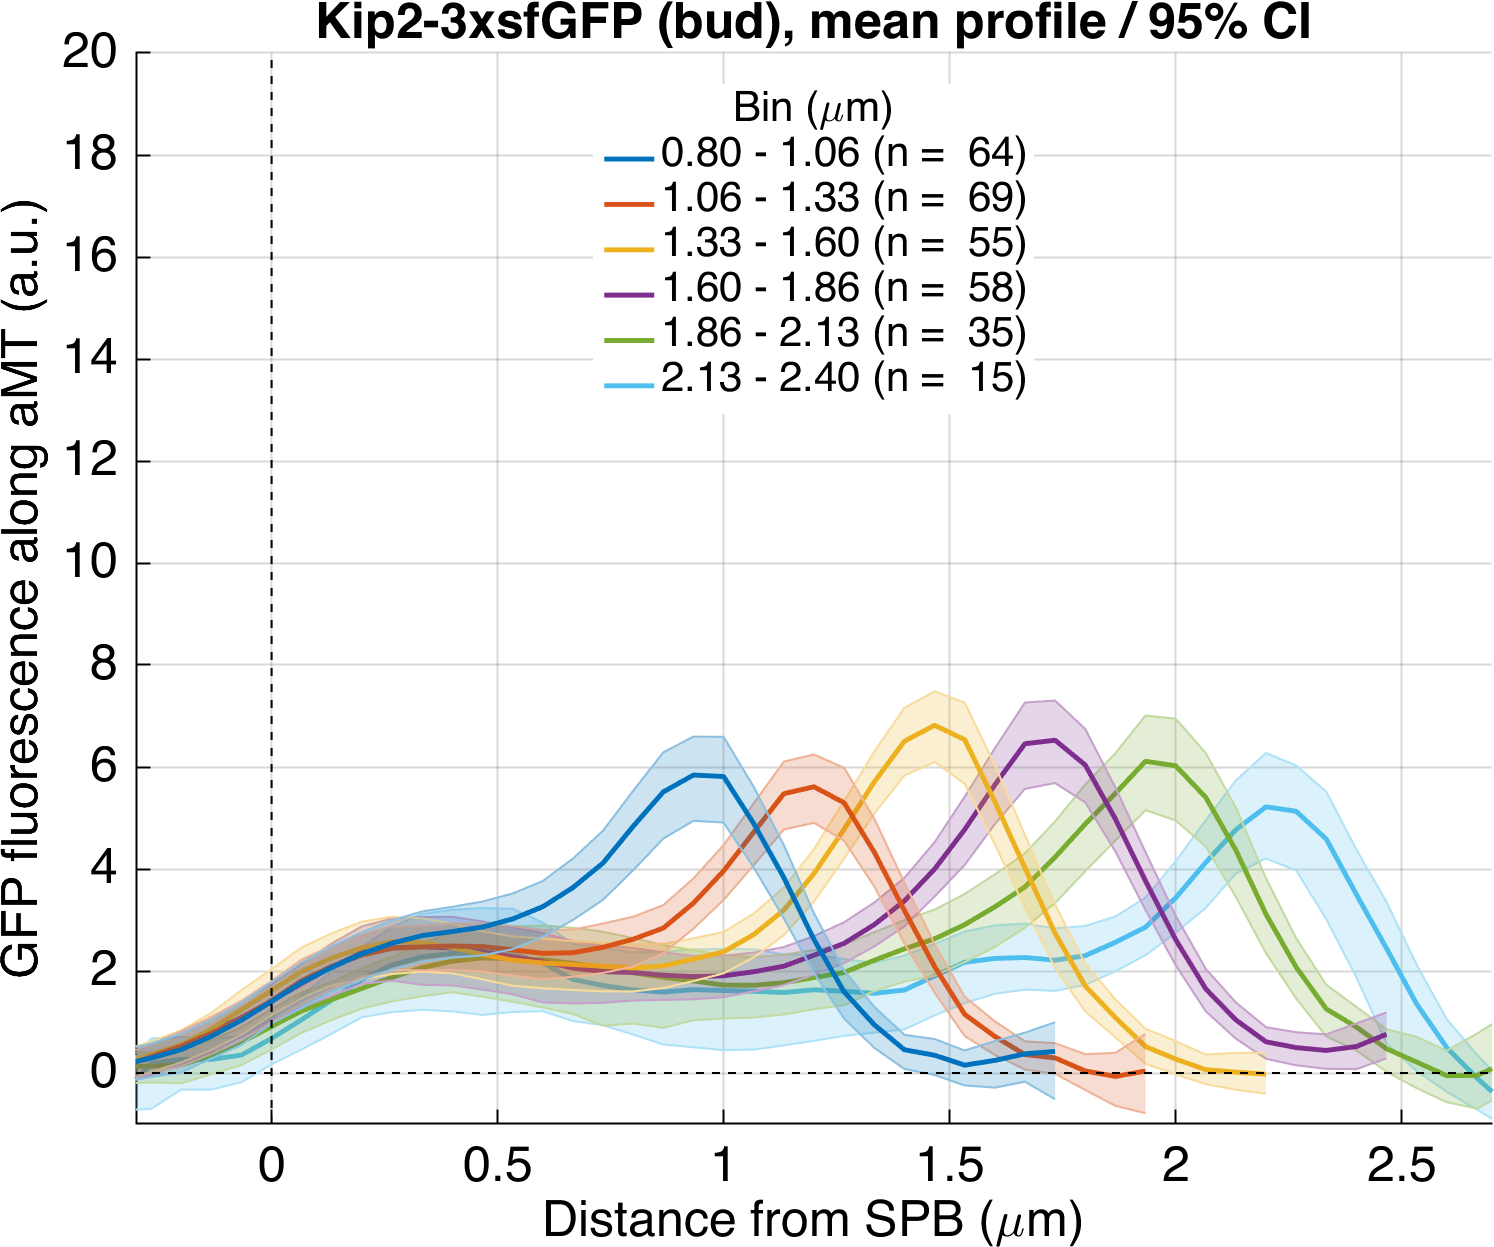 Kip2-3xsfGFP (bud), mean profile / 95% CI
GFP fluorescence along aMT (a.u.)
20
18
16
14
12
10
8
6
4
2
0
Bin (μm)
0.80 - 1.06 (n = 64)
1.06 - 1.33 (n = 69)
1.33 - 1.60 (n = 55)
1.60 - 1.86 (n = 58)
1.86 - 2.13 (n = 35)
2.13 - 2.40 (n = 15)
0 0.5 1 1.5 2 2.5
Distance from SPB (μm)